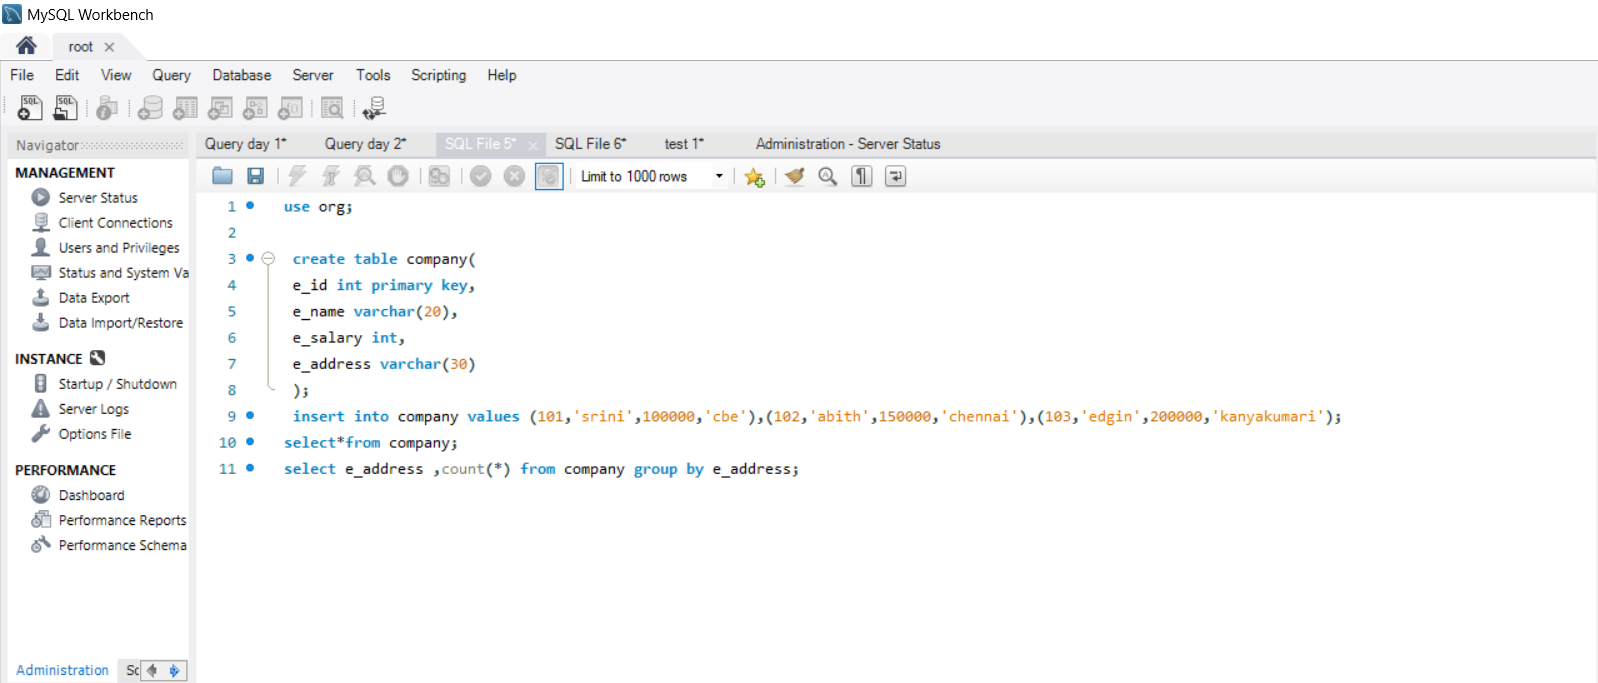 MySQL Workbench
root
File Edit View Query Database Server Tools Scripting Help
SQL SQL
Navigator
MANAGEMENT
Server Status
Client Connections
Users and Privileges
Status and System Va
Data Export
Data Import/Restore
INSTANCE
Startup / Shutdown
Server Logs
Options File
PERFORMANCE
Dashboard
Performance Reports
Performance Schema
Administration Sc
Query day 1* Query day 2* SQL File 5* SQL File 6* test 1* Administration - Server Status
Limit to 1000 rows
1 use org;
2
3 create table company(
4 e_id int primary key,
5 e_name varchar(20),
6 e_salary int,
7 e_address varchar(30)
8 );
9 insert into company values (101,'srini',100000,'cbe'),(102,'abith',150000,'chennai'),(103,'edgin',200000,'kanyakumari');
10 select*from company;
11 select e_address ,count(*) from company group by e_address;